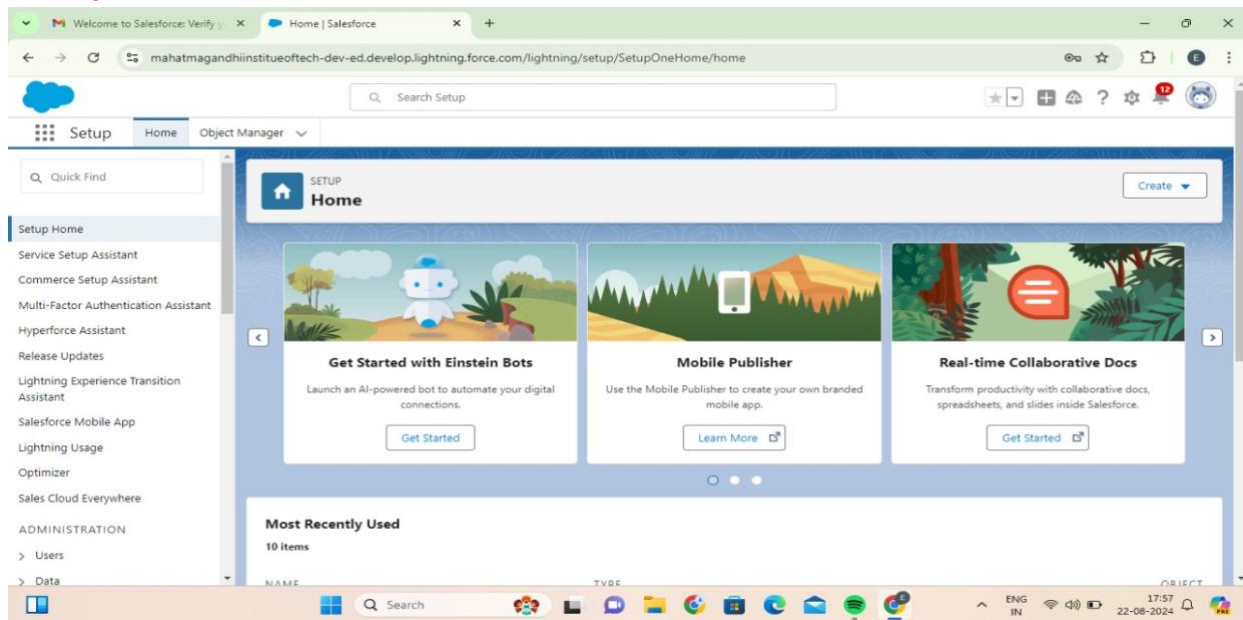 Welcome to Salesforce: Verify y
Home | Salesforce
mahatmagandhiinstitueoftech-dev-ed.develop.lightning.force.com/lightning/setup/SetupOneHome/home
E
Search Setup
12
Setup
Home
Object Manager
Quick Find
SETUP
Home
Create
Setup Home
Service Setup Assistant
Commerce Setup Assistant
Multi-Factor Authentication Assistant
Hyperforce Assistant
Release Updates
Lightning Experience Transition
Assistant
Salesforce Mobile App
Lightning Usage
Optimizer
Sales Cloud Everywhere
ADMINISTRATION
> Users
> Data
Get Started with Einstein Bots
Launch an AI-powered bot to automate your digital
connections.
Get Started
Mobile Publisher
Use the Mobile Publisher to create your own branded
mobile app.
Learn More
Real-time Collaborative Docs
Transform productivity with collaborative docs,
spreadsheets, and slides inside Salesforce.
Get Started
Most Recently Used
10 items
NAME
TYPE
OBJECT
Search
ENG
IN
17:57
22-08-2024
PRE